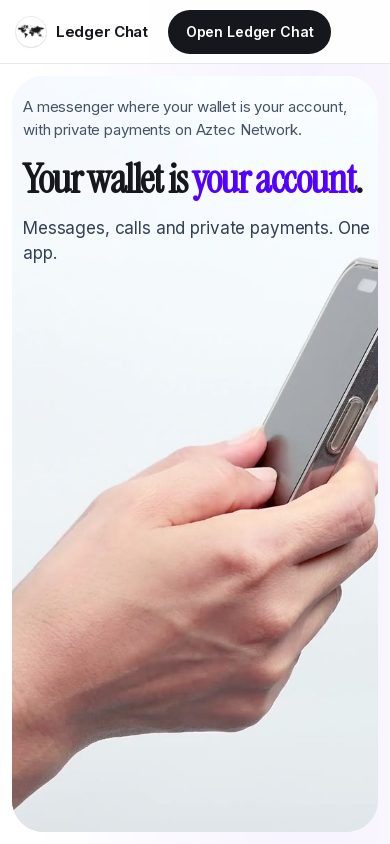 Ledger Chat
Open Ledger Chat
A messenger where your wallet is your account,
with private payments on Aztec Network.
Your wallet is your account.
Messages, calls and private payments. One
app.